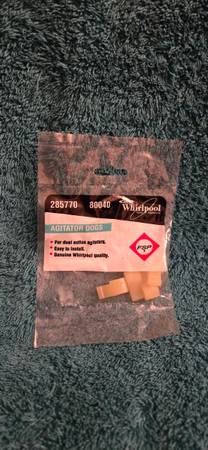 285770 80040 Whirlpool
AGITATOR DOGS
• For dual action agitators.
• Easy to install.
• Genuine Whirlpool quality.
FSP